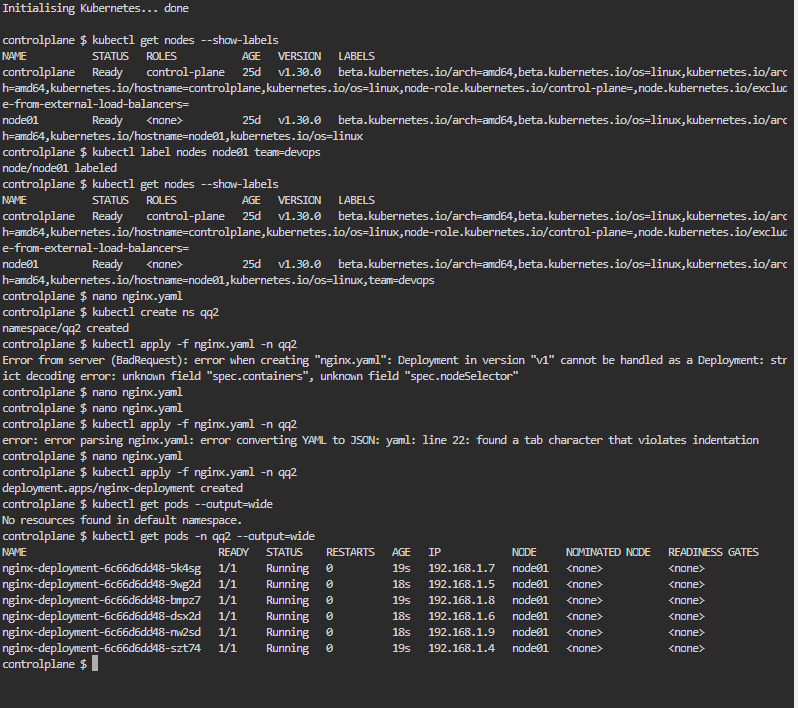 Initialising Kubernetes... done
controlplane $ kubectl get nodes --show-labels
NAME STATUS ROLES AGE VERSION LABELS
controlplane Ready control-plane 25d v1.30.0 beta.kubernetes.io/arch=amd64,beta.kubernetes.io/os=linux,kubernetes.io/arc
h=amd64,kubernetes.io/hostname=controlplane,kubernetes.io/os=linux,node-role.kubernetes.io/control-plane=,node.kubernetes.io/exclud
e-from-external-load-balancers=
node01 Ready <none> 25d v1.30.0 beta.kubernetes.io/arch=amd64,beta.kubernetes.io/os=linux,kubernetes.io/arc
h=amd64,kubernetes.io/hostname=node01,kubernetes.io/os=linux
controlplane $ kubectl label nodes node01 team=devops
node/node01 labeled
controlplane $ kubectl get nodes --show-labels
NAME STATUS ROLES AGE VERSION LABELS
controlplane Ready control-plane 25d v1.30.0 beta.kubernetes.io/arch=amd64,beta.kubernetes.io/os=linux,kubernetes.io/arc
h=amd64,kubernetes.io/hostname=controlplane,kubernetes.io/os=linux,node-role.kubernetes.io/control-plane=,node.kubernetes.io/exclud
e-from-external-load-balancers=
node01 Ready <none> 25d v1.30.0 beta.kubernetes.io/arch=amd64,beta.kubernetes.io/os=linux,kubernetes.io/arc
h=amd64,kubernetes.io/hostname=node01,kubernetes.io/os=linux,team=devops
controlplane $ nano nginx.yaml
controlplane $ kubectl create ns qq2
namespace/qq2 created
controlplane $ kubectl apply -f nginx.yaml -n qq2
Error from server (BadRequest): error when creating "nginx.yaml": Deployment in version "v1" cannot be handled as a Deployment: str
ict decoding error: unknown field "spec.containers", unknown field "spec.nodeSelector"
controlplane $ nano nginx.yaml
controlplane $ nano nginx.yaml
controlplane $ kubectl apply -f nginx.yaml -n qq2
error: error parsing nginx.yaml: error converting YAML to JSON: yaml: line 22: found a tab character that violates indentation
controlplane $ nano nginx.yaml
controlplane $ kubectl apply -f nginx.yaml -n qq2
deployment.apps/nginx-deployment created
controlplane $ kubectl get pods --output=wide
No resources found in default namespace.
controlplane $ kubectl get pods -n qq2 --output=wide
NAME READY STATUS RESTARTS AGE IP NODE NOMINATED NODE READINESS GATES
nginx-deployment-6c66d6dd48-5k4sg 1/1 Running 0 19s 192.168.1.7 node01 <none> <none>
nginx-deployment-6c66d6dd48-9wg2d 1/1 Running 0 18s 192.168.1.5 node01 <none> <none>
nginx-deployment-6c66d6dd48-bmpz7 1/1 Running 0 19s 192.168.1.8 node01 <none> <none>
nginx-deployment-6c66d6dd48-dsx2d 1/1 Running 0 18s 192.168.1.6 node01 <none> <none>
nginx-deployment-6c66d6dd48-nw2sd 1/1 Running 0 18s 192.168.1.9 node01 <none> <none>
nginx-deployment-6c66d6dd48-szt74 1/1 Running 0 19s 192.168.1.4 node01 <none> <none>
controlplane $